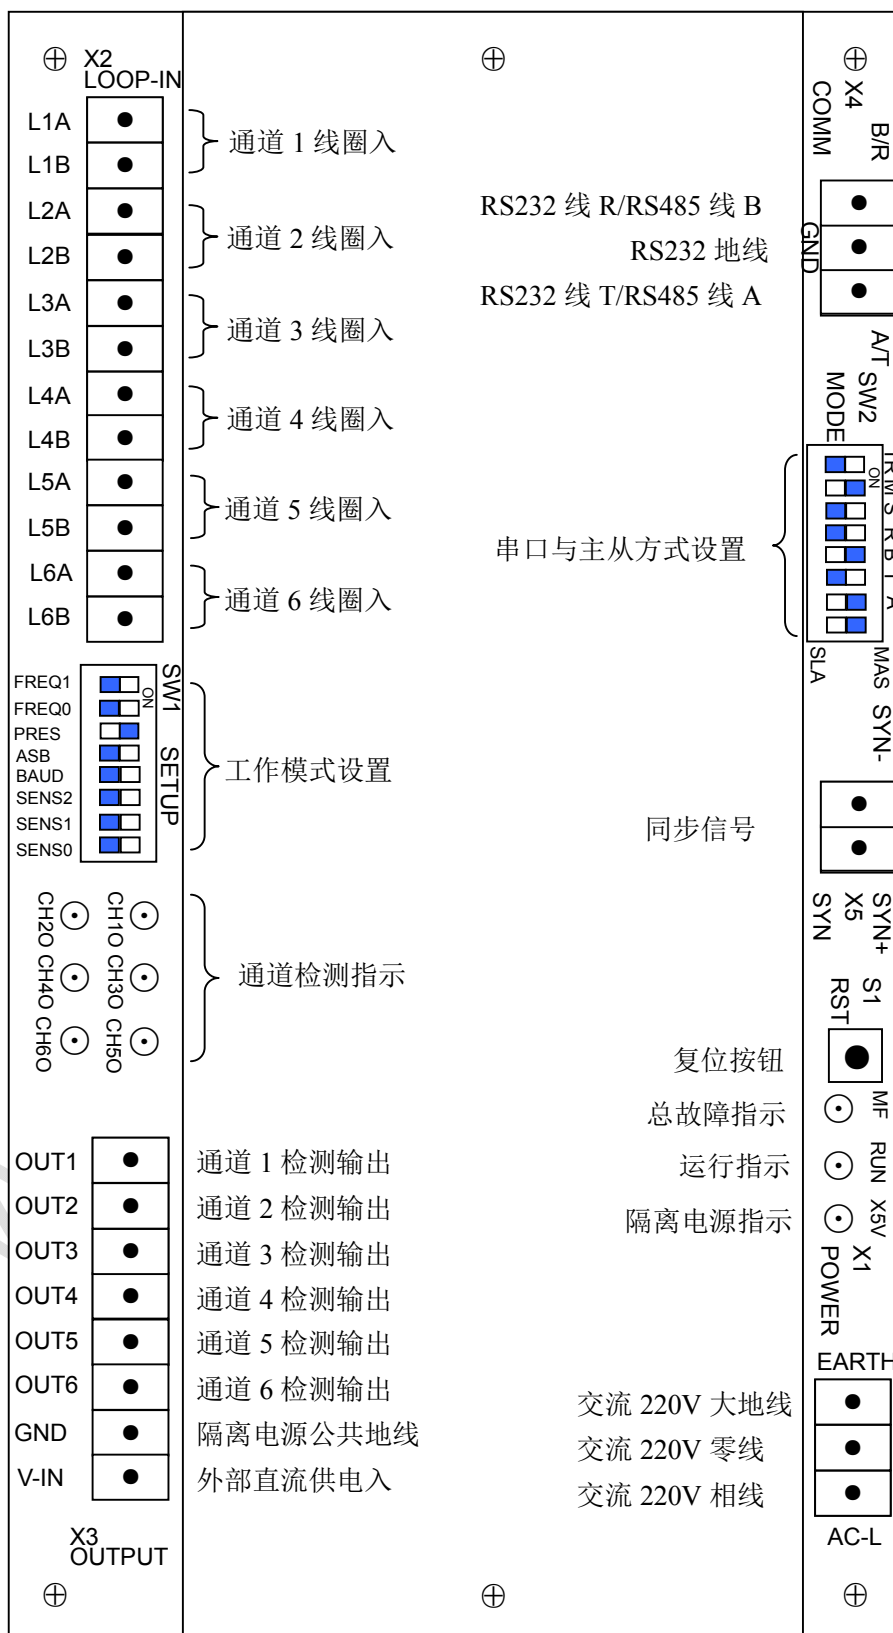 X2
LOOP-IN
L1A
L1B
通道 1 线圈入
L2A
L2B
通道 2 线圈入
L3A
L3B
通道 3 线圈入
L4A
L4B
通道 4 线圈入
L5A
L5B
通道 5 线圈入
L6A
L6B
通道 6 线圈入
SW1
SETUP
ON
FREQ1
FREQ0
PRES
ASB
BAUD
SENS2
SENS1
SENS0
工作模式设置
CH2O
CH1O
CH4O
CH3O
CH6O
CH5O
通道检测指示
OUT1 通道 1 检测输出
OUT2 通道 2 检测输出
OUT3 通道 3 检测输出
OUT4 通道 4 检测输出
OUT5 通道 5 检测输出
OUT6 通道 6 检测输出
GND 隔离电源公共地线
V-IN 外部直流供电入
X3
OUTPUT
X4
COMM
B/R
RS232 线 R/RS485 线 B
RS232 地线
GND
RS232 线 T/RS485 线 A
A/T
SW2
MODE
ON
M
S
R
B
A
串口与主从方式设置
SLA
MAS
SYN-
同步信号
SYN+
X5
SYN
S1
RST
复位按钮
总故障指示 MF
运行指示 RUN
隔离电源指示 X5V
X1
POWER
EARTH
交流 220V 大地线
交流 220V 零线
交流 220V 相线
AC-L